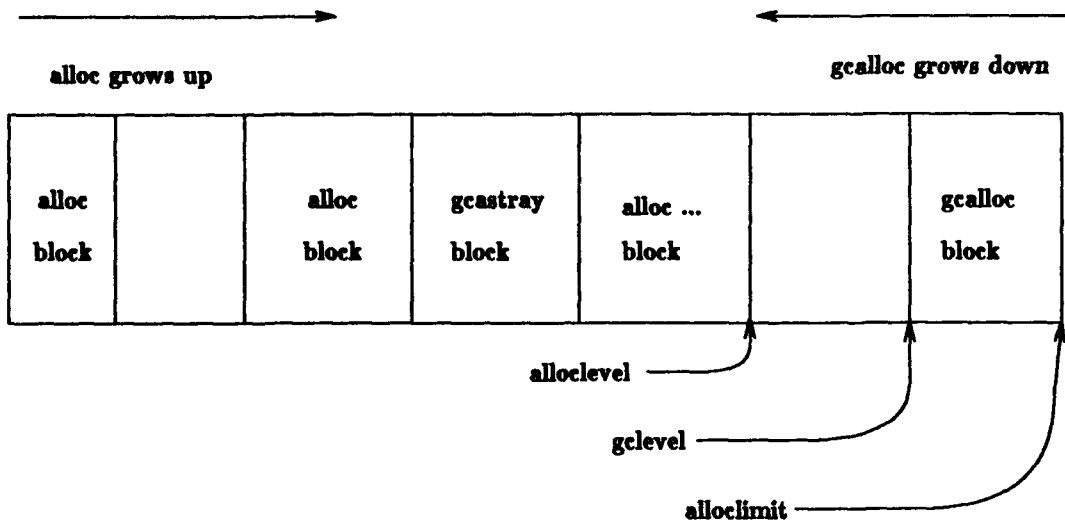 alloc grows up
gcalloc grows down
alloc
block
alloc
block
gcastray
block
alloc ...
block
gcalloc
block
alloclevel
gclevel
alloclimit